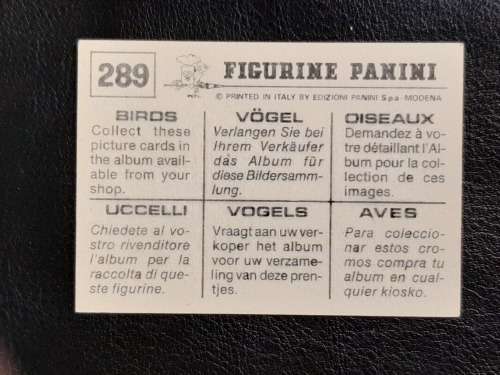 289
FIGURINE PANINI
© PRINTED IN ITALY BY EDIZIONI PANINI S.p.a. - MODENA
BIRDS
Collect these
picture cards in
the album avail-
able from your
shop.
VÖGEL
Verlangen Sie bei
Ihrem Verkäufer
das Album für
diese Bildersamm-
lung.
OISEAUX
Demandez à vo-
tre détaillant l'Al-
bum pour la col-
lection de ces
images.
UCCELLI
Chiedete al vo-
stro rivenditore
l'album per la
raccolta di que-
ste figurine.
VOGELS
Vraagt aan uw ver-
koper het album
voor uw verzame-
ling van deze pren-
tjes.
AVES
Para coleccio-
nar estos cro-
mos compra tu
album en cual-
quier kiosko.